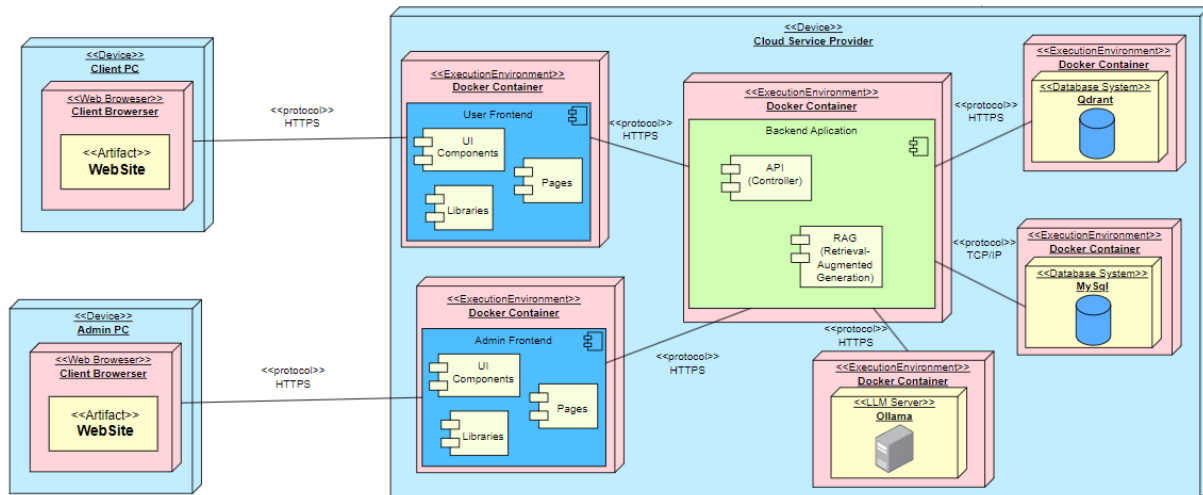 <<Device>>
Client PC
<<Web Broweser>>
Client Browerser
<<Artifact>>
WebSite
<<protocol>>
HTTPS
<<Device>>
Cloud Service Provider
<<ExecutionEnvironment>>
Docker Container
User Frontend
UI
Components
Pages
Libraries
<<protocol>>
HTTPS
<<ExecutionEnvironment>>
Docker Container
Backend Aplication
API
(Controller)
RAG
(Retrieval-
Augmented
Generation)
<<protocol>>
HTTPS
<<ExecutionEnvironment>>
Docker Container
<<Database System>>
Qdrant
<<protocol>>
TCP/IP
<<ExecutionEnvironment>>
Docker Container
<<Database System>>
MySql
<<Device>>
Admin PC
<<Web Broweser>>
Client Browerser
<<Artifact>>
WebSite
<<protocol>>
HTTPS
<<ExecutionEnvironment>>
Docker Container
Admin Frontend
UI
Components
Pages
Libraries
<<protocol>>
HTTPS
<<protocol>>
HTTPS
<<ExecutionEnvironment>>
Docker Container
<<LLM Server>>
Ollama